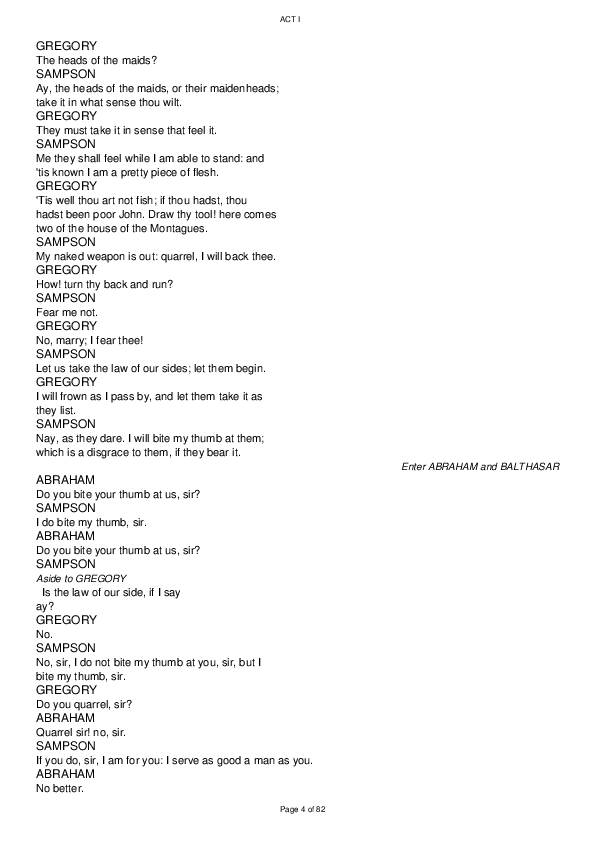 ACT I
GREGORY
The heads of the maids?
SAMPSON
Ay, the heads of the maids, or their maidenheads;
take it in what sense thou wilt.
GREGORY
They must take it in sense that feel it.
SAMPSON
Me they shall feel while I am able to stand: and
'tis known I am a pretty piece of flesh.
GREGORY
'Tis well thou art not fish; if thou hadst, thou
hadst been poor John. Draw thy tool! here comes
two of the house of the Montagues.
SAMPSON
My naked weapon is out: quarrel, I will back thee.
GREGORY
How! turn thy back and run?
SAMPSON
Fear me not.
GREGORY
No, marry; I fear thee!
SAMPSON
Let us take the law of our sides; let them begin.
GREGORY
I will frown as I pass by, and let them take it as
they list.
SAMPSON
Nay, as they dare. I will bite my thumb at them;
which is a disgrace to them, if they bear it.
Enter ABRAHAM and BALTHASAR
ABRAHAM
Do you bite your thumb at us, sir?
SAMPSON
I do bite my thumb, sir.
ABRAHAM
Do you bite your thumb at us, sir?
SAMPSON
Aside to GREGORY
Is the law of our side, if I say
ay?
GREGORY
No.
SAMPSON
No, sir, I do not bite my thumb at you, sir, but I
bite my thumb, sir.
GREGORY
Do you quarrel, sir?
ABRAHAM
Quarrel sir! no, sir.
SAMPSON
If you do, sir, I am for you: I serve as good a man as you.
ABRAHAM
No better.
Page 4 of 82